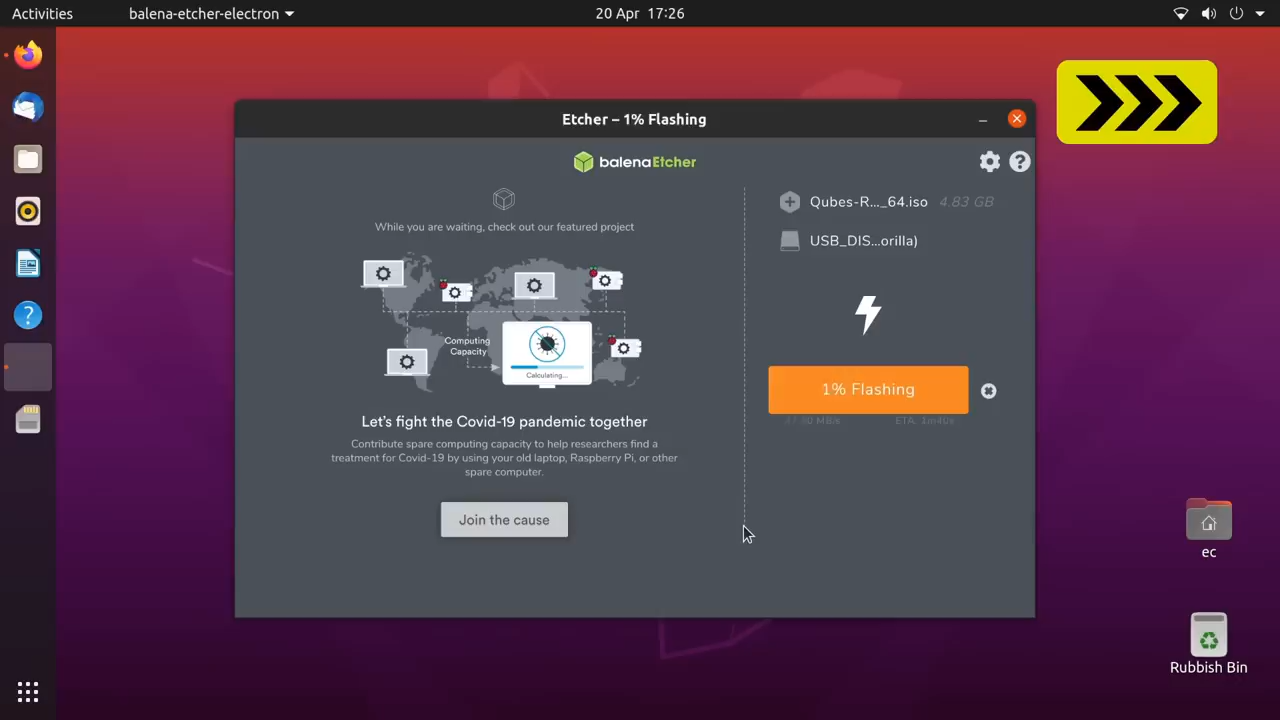 Activities
balena-etcher-electron
20 Apr 17:26
Etcher – 1% Flashing
balenaEtcher
While you are waiting, check out our featured project
Computing
Capacity
Calculating...
Let's fight the Covid-19 pandemic together
Contribute spare computing capacity to help researchers find a
treatment for Covid-19 by using your old laptop, Raspberry Pi, or other
spare computer.
Join the cause
Qubes-R..._64.iso 4.83 GB
USB_DIS...orilla)
1% Flashing
MB/s ETA: 1m40s
ec
Rubbish Bin